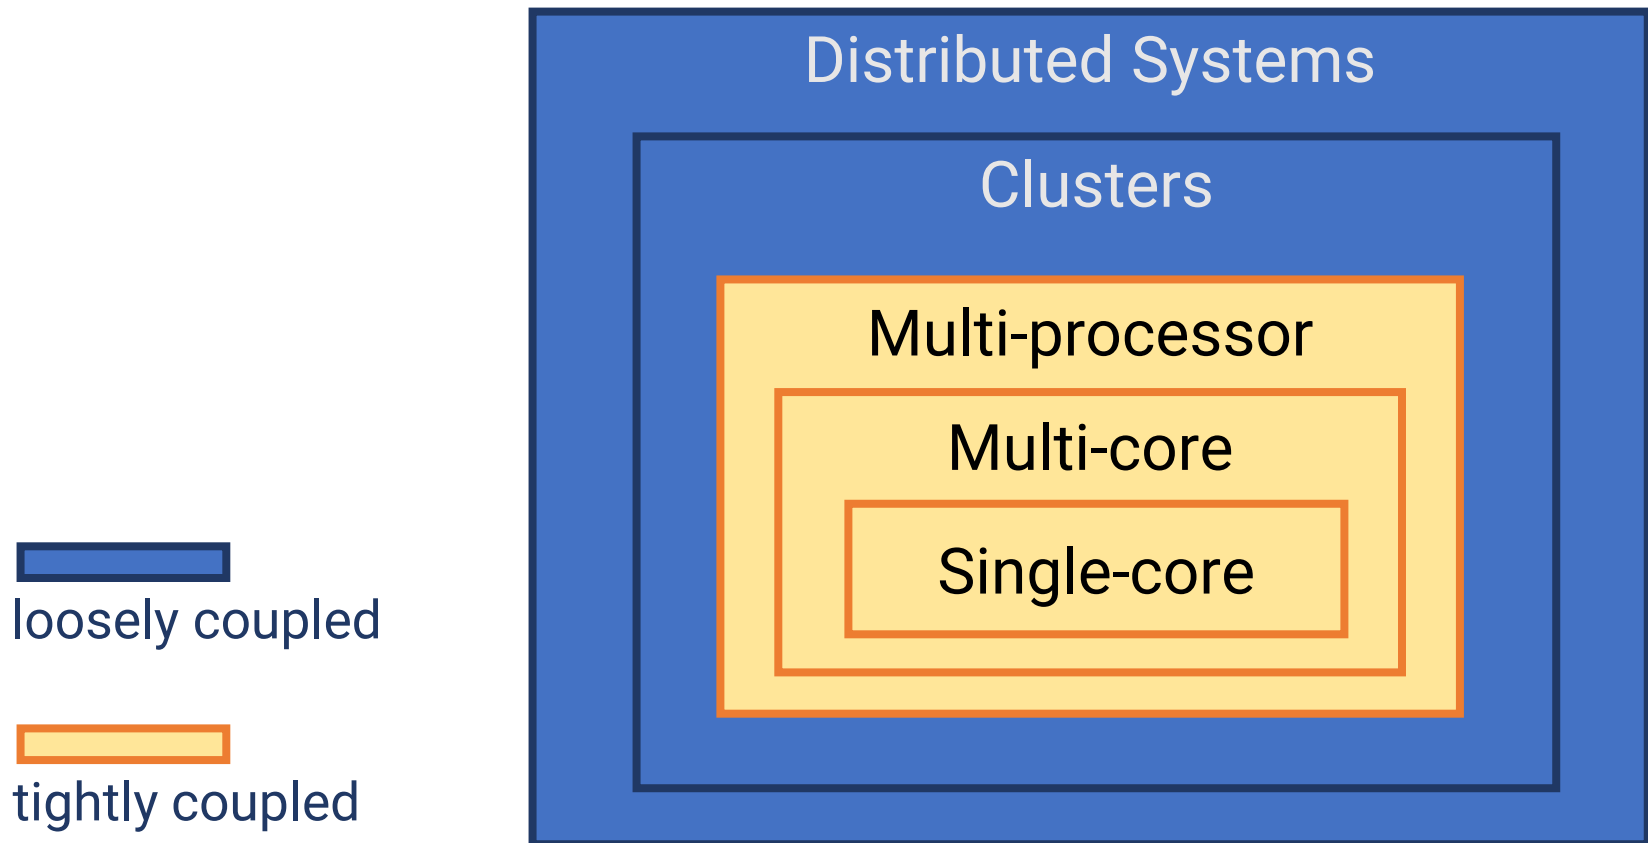 Distributed Systems
Clusters
Multi-processor
Multi-core
Single-core
loosely coupled
tightly coupled